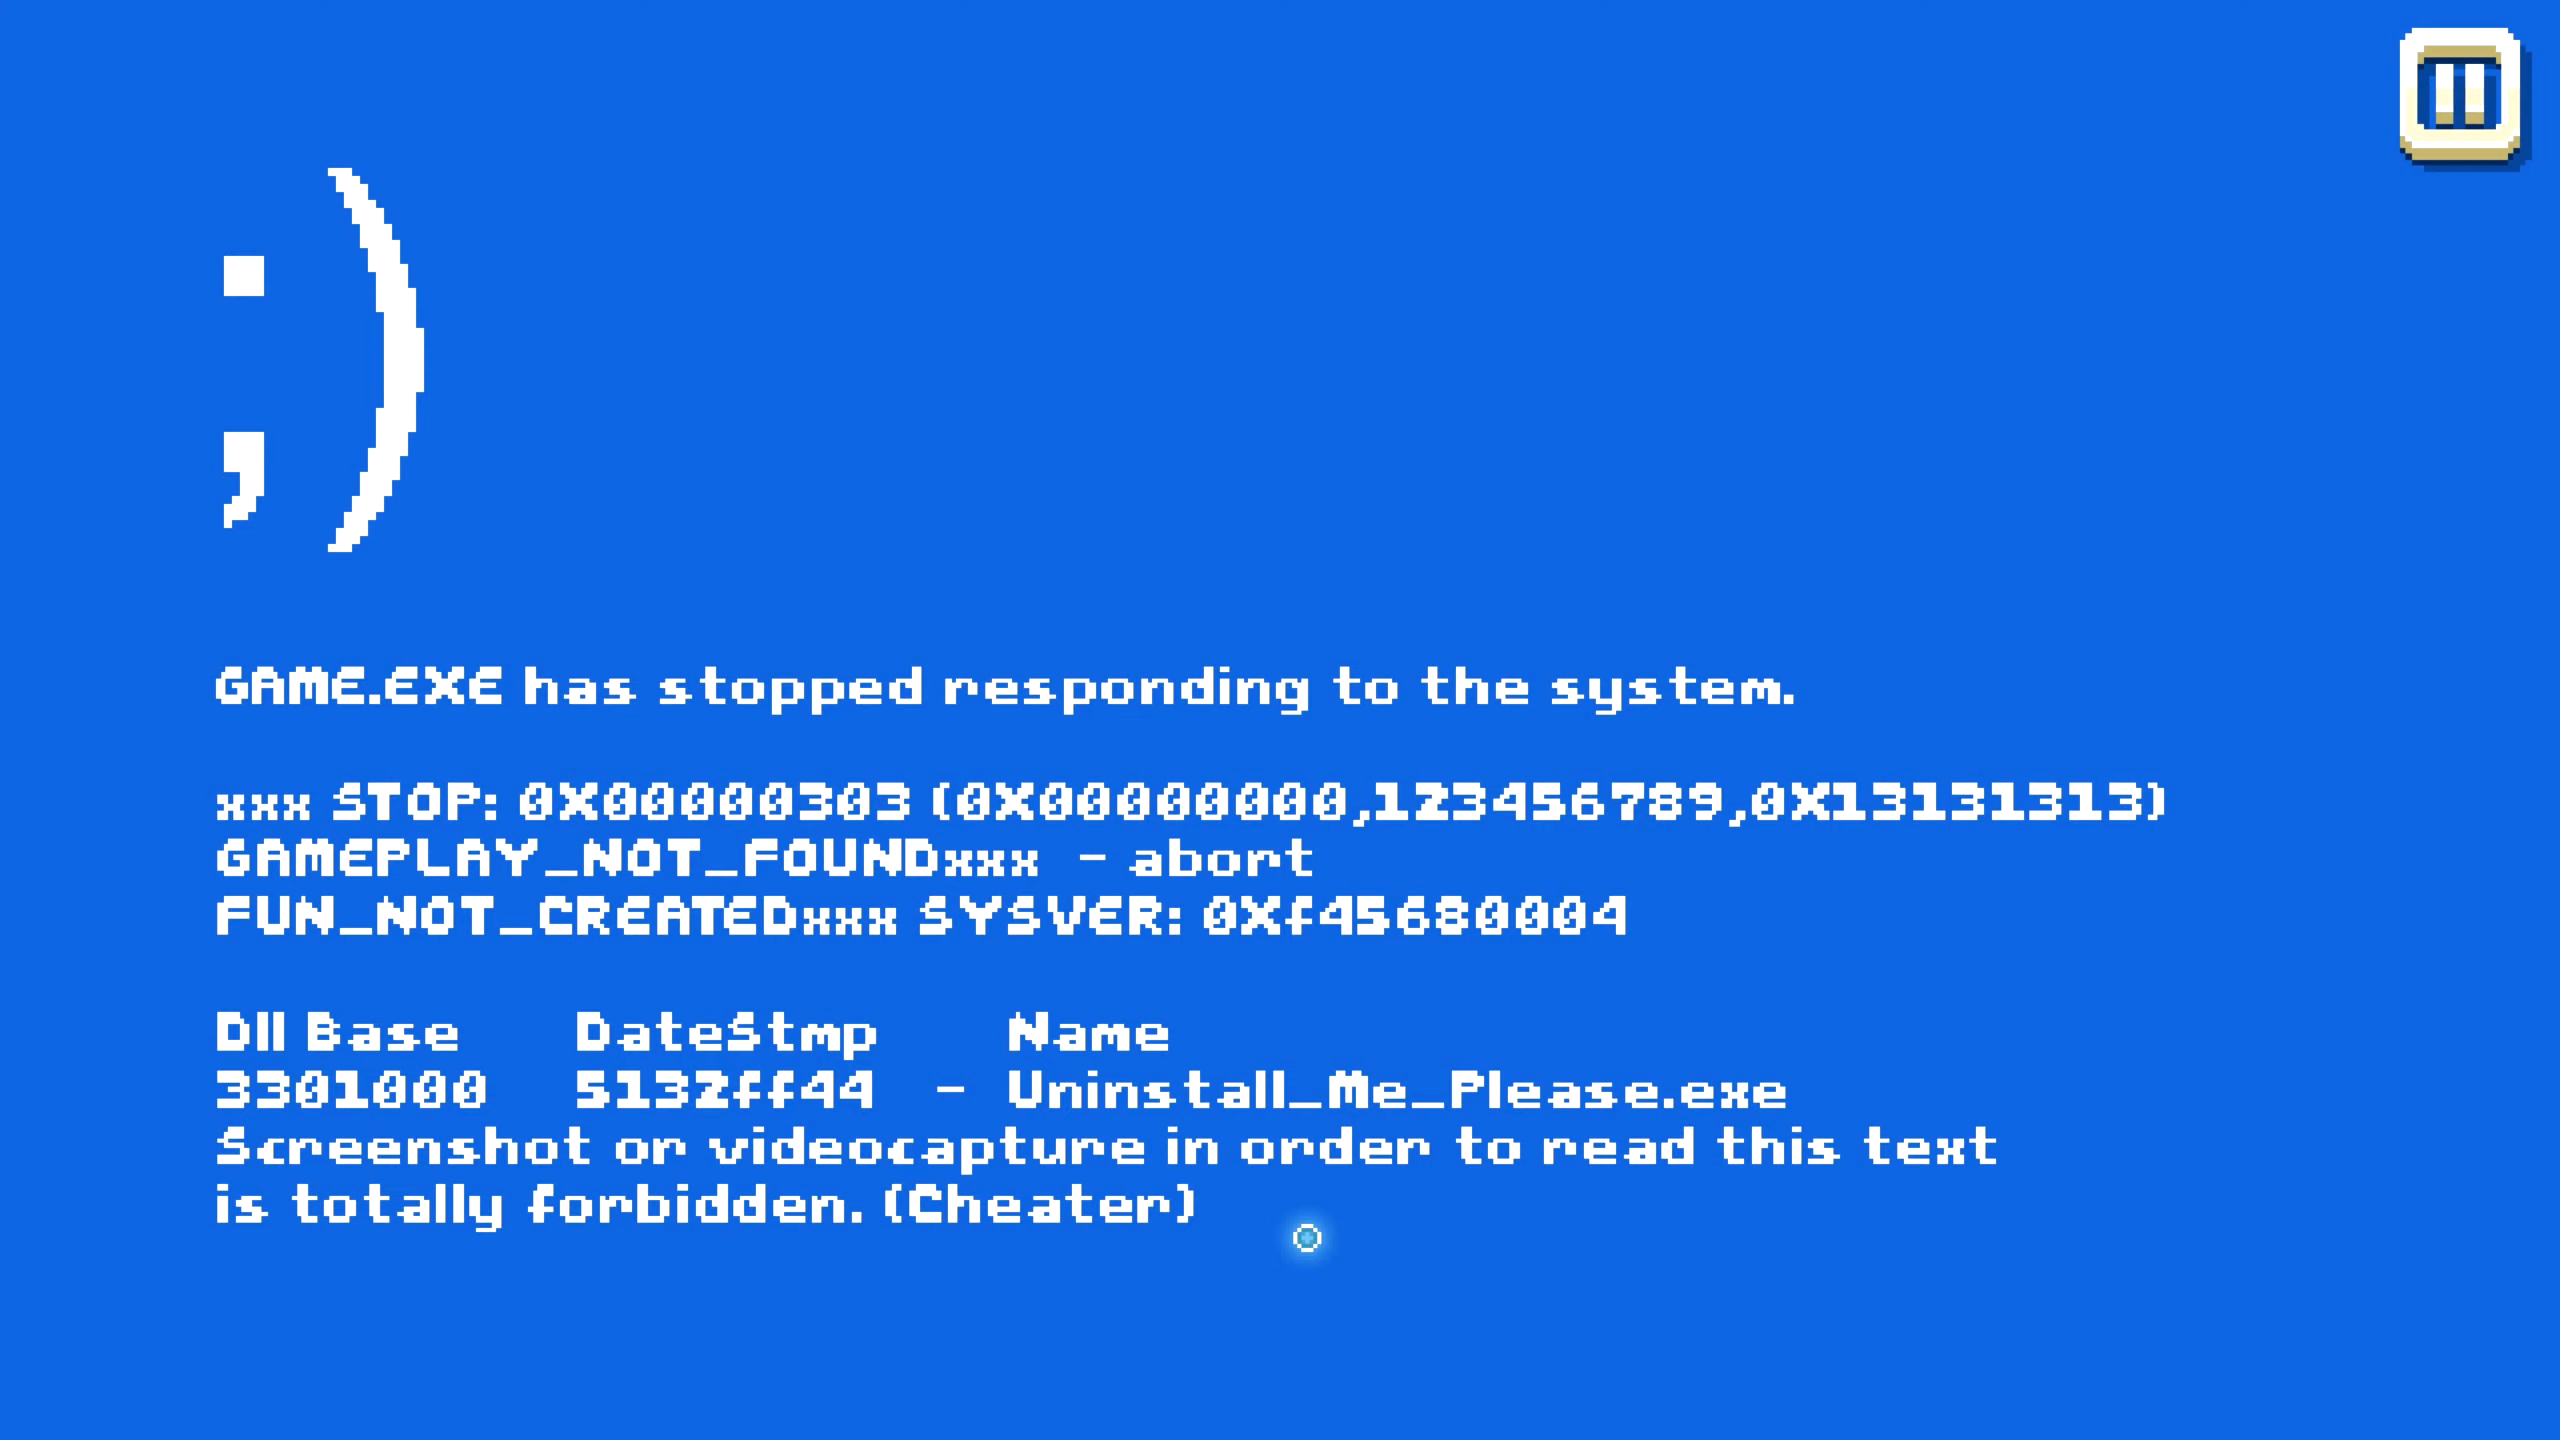 ;)
GAME.EXE has stopped responding to the system.
xxx STOP: 0X00000303 (0X00000000,123456789,0X13131313)
GAMEPLAY_NOT_FOUNDxxx - abort
FUN_NOT_CREATEDxxx SYSVER: 0Xf45680004
Dll Base DateStmp Name
3301000 5132ff44 - Uninstall_Me_Please.exe
Screenshot or videocapture in order to read this text
is totally forbidden. (Cheater)